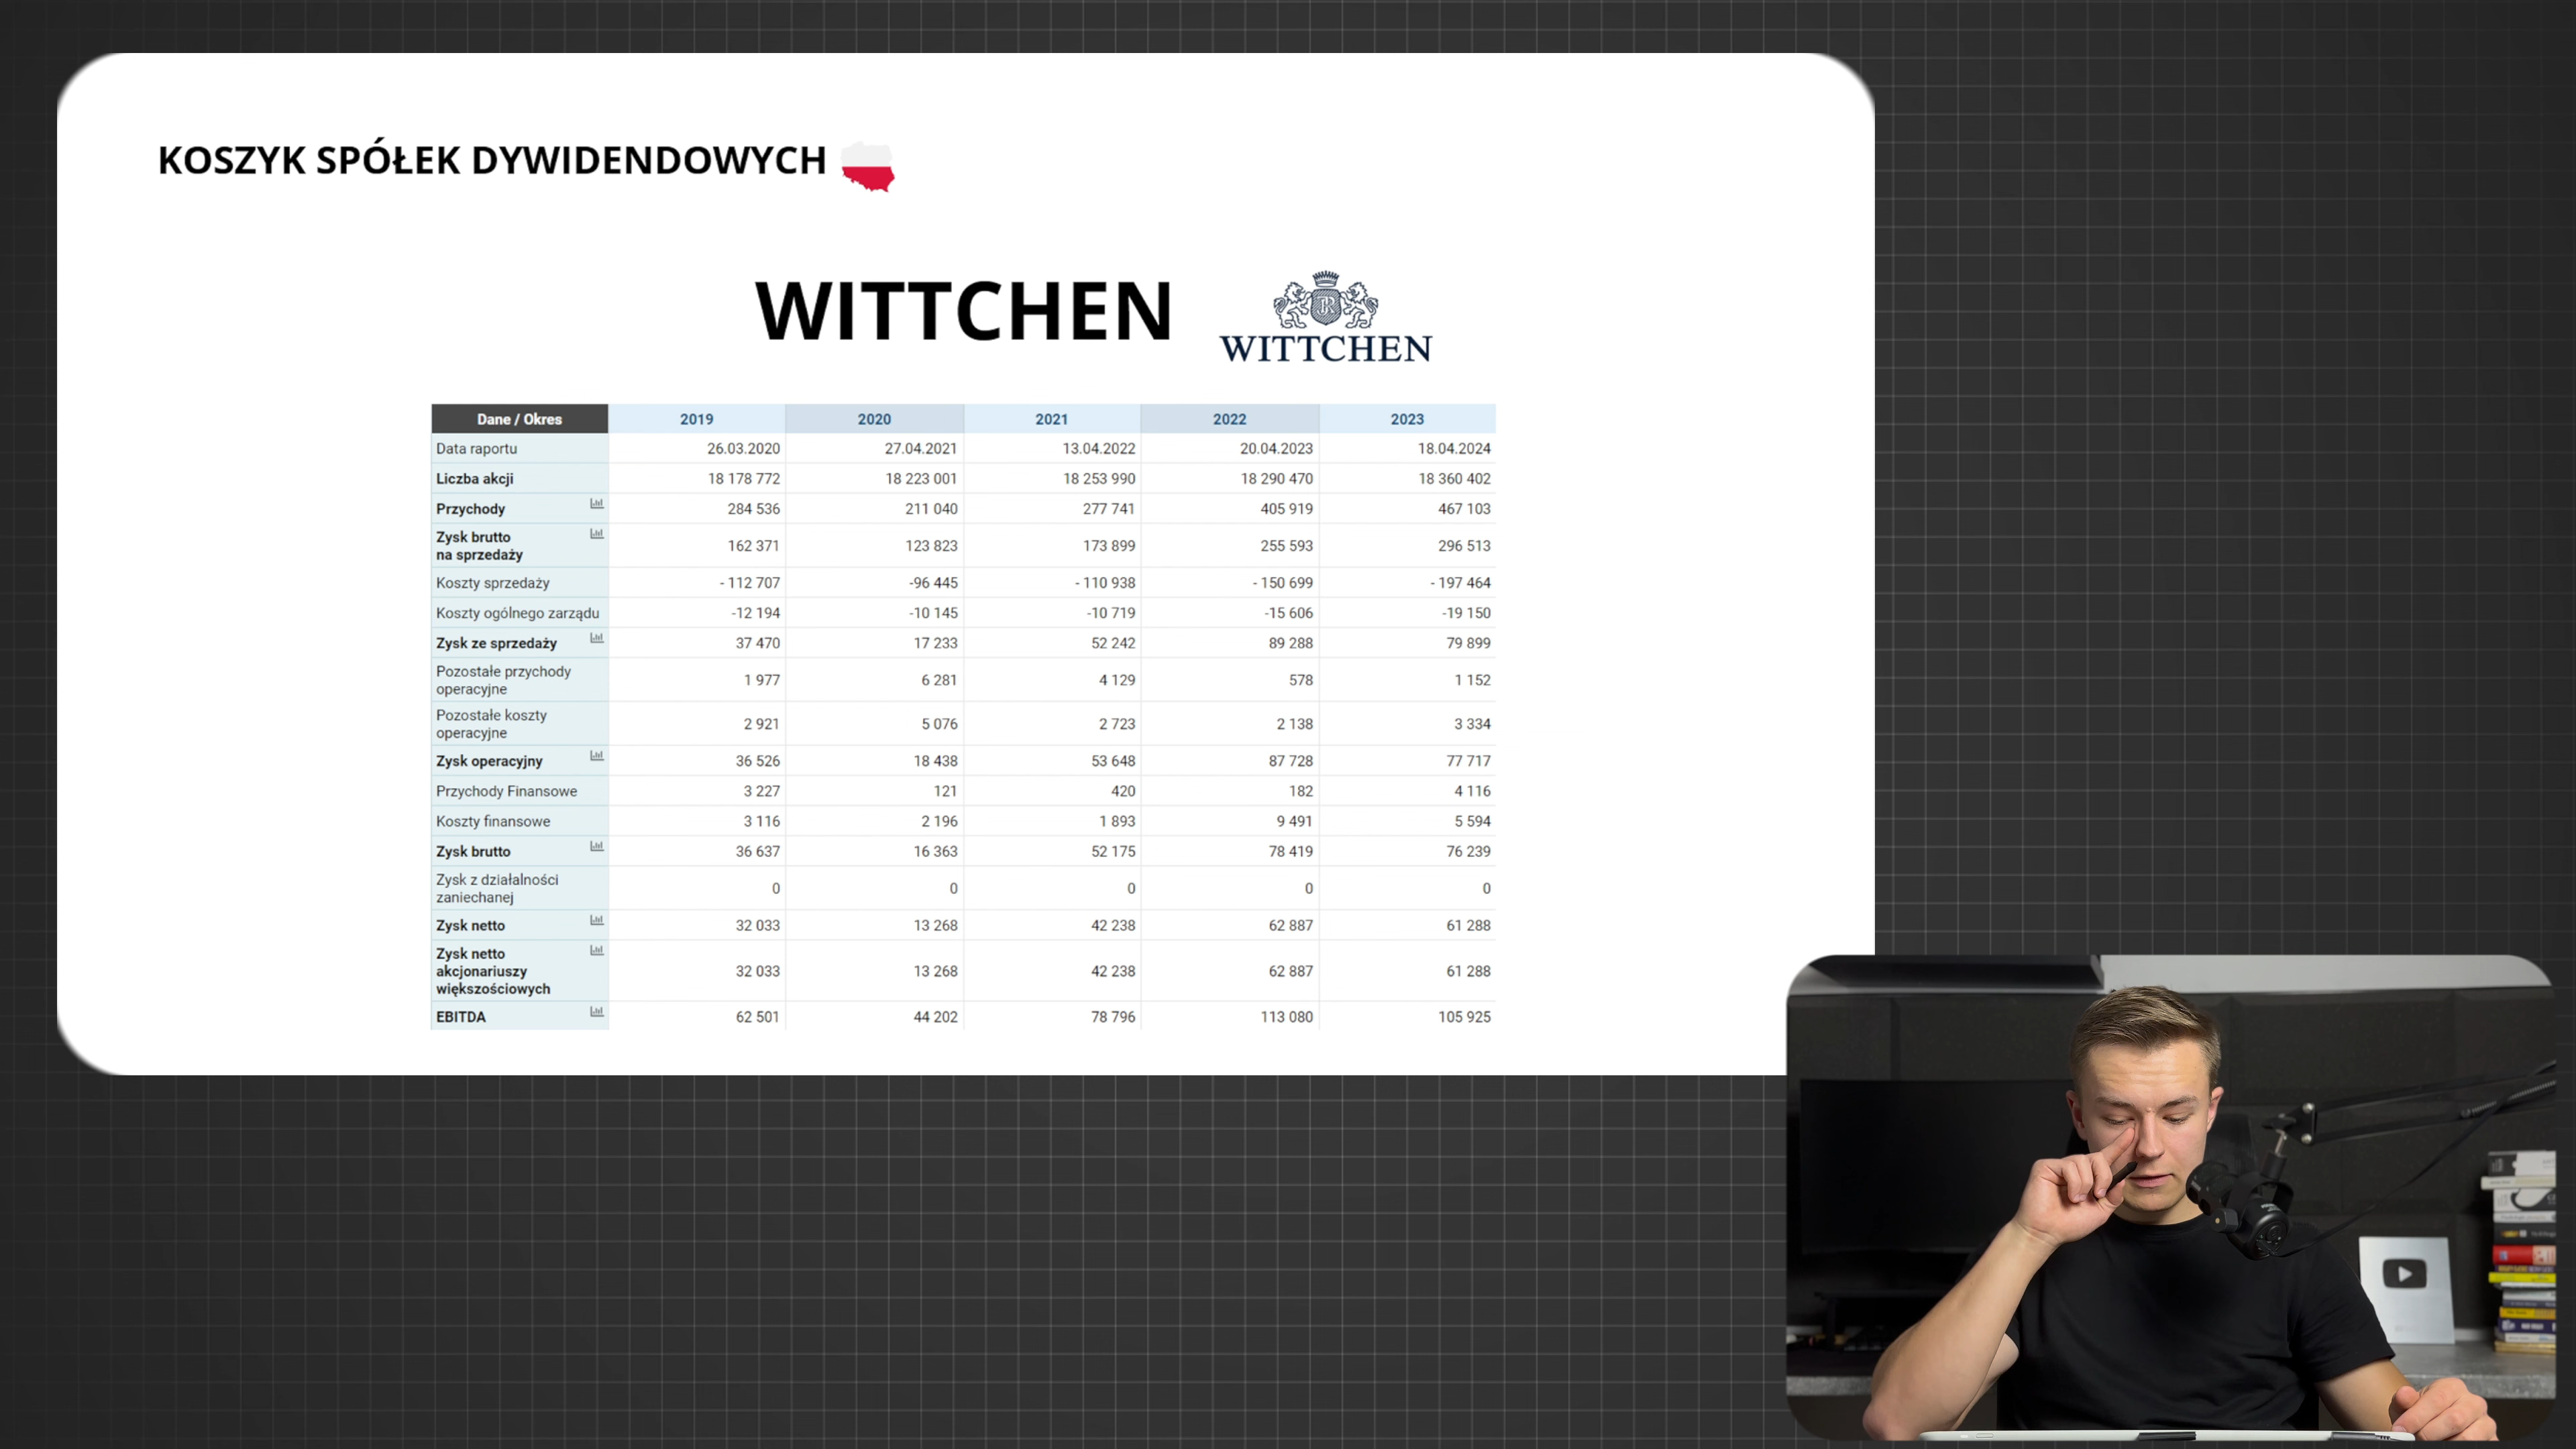 KOSZYK SPÓŁEK DYWIDENDOWYCH
WITTCHEN
WITTCHEN
Dane / Okres 2019 2020 2021 2022 2023
Data raportu 26.03.2020 27.04.2021 13.04.2022 20.04.2023 18.04.2024
Liczba akcji 18 178 772 18 223 001 18 253 990 18 290 470 18 360 402
Przychody 284 536 211 040 277 741 405 919 467 103
Zysk brutto
na sprzedaży 162 371 123 823 173 899 255 593 296 513
Koszty sprzedaży - 112 707 -96 445 - 110 938 - 150 699 - 197 464
Koszty ogólnego zarządu -12 194 -10 145 -10 719 -15 606 -19 150
Zysk ze sprzedaży 37 470 17 233 52 242 89 288 79 899
Pozostałe przychody
operacyjne 1 977 6 281 4 129 578 1 152
Pozostałe koszty
operacyjne 2 921 5 076 2 723 2 138 3 334
Zysk operacyjny 36 526 18 438 53 648 87 728 77 717
Przychody Finansowe 3 227 121 420 182 4 116
Koszty finansowe 3 116 2 196 1 893 9 491 5 594
Zysk brutto 36 637 16 363 52 175 78 419 76 239
Zysk z działalności
zaniechanej 0 0 0 0 0
Zysk netto 32 033 13 268 42 238 62 887 61 288
Zysk netto
akcjonariuszy
większościowych 32 033 13 268 42 238 62 887 61 288
EBITDA 62 501 44 202 78 796 113 080 105 925